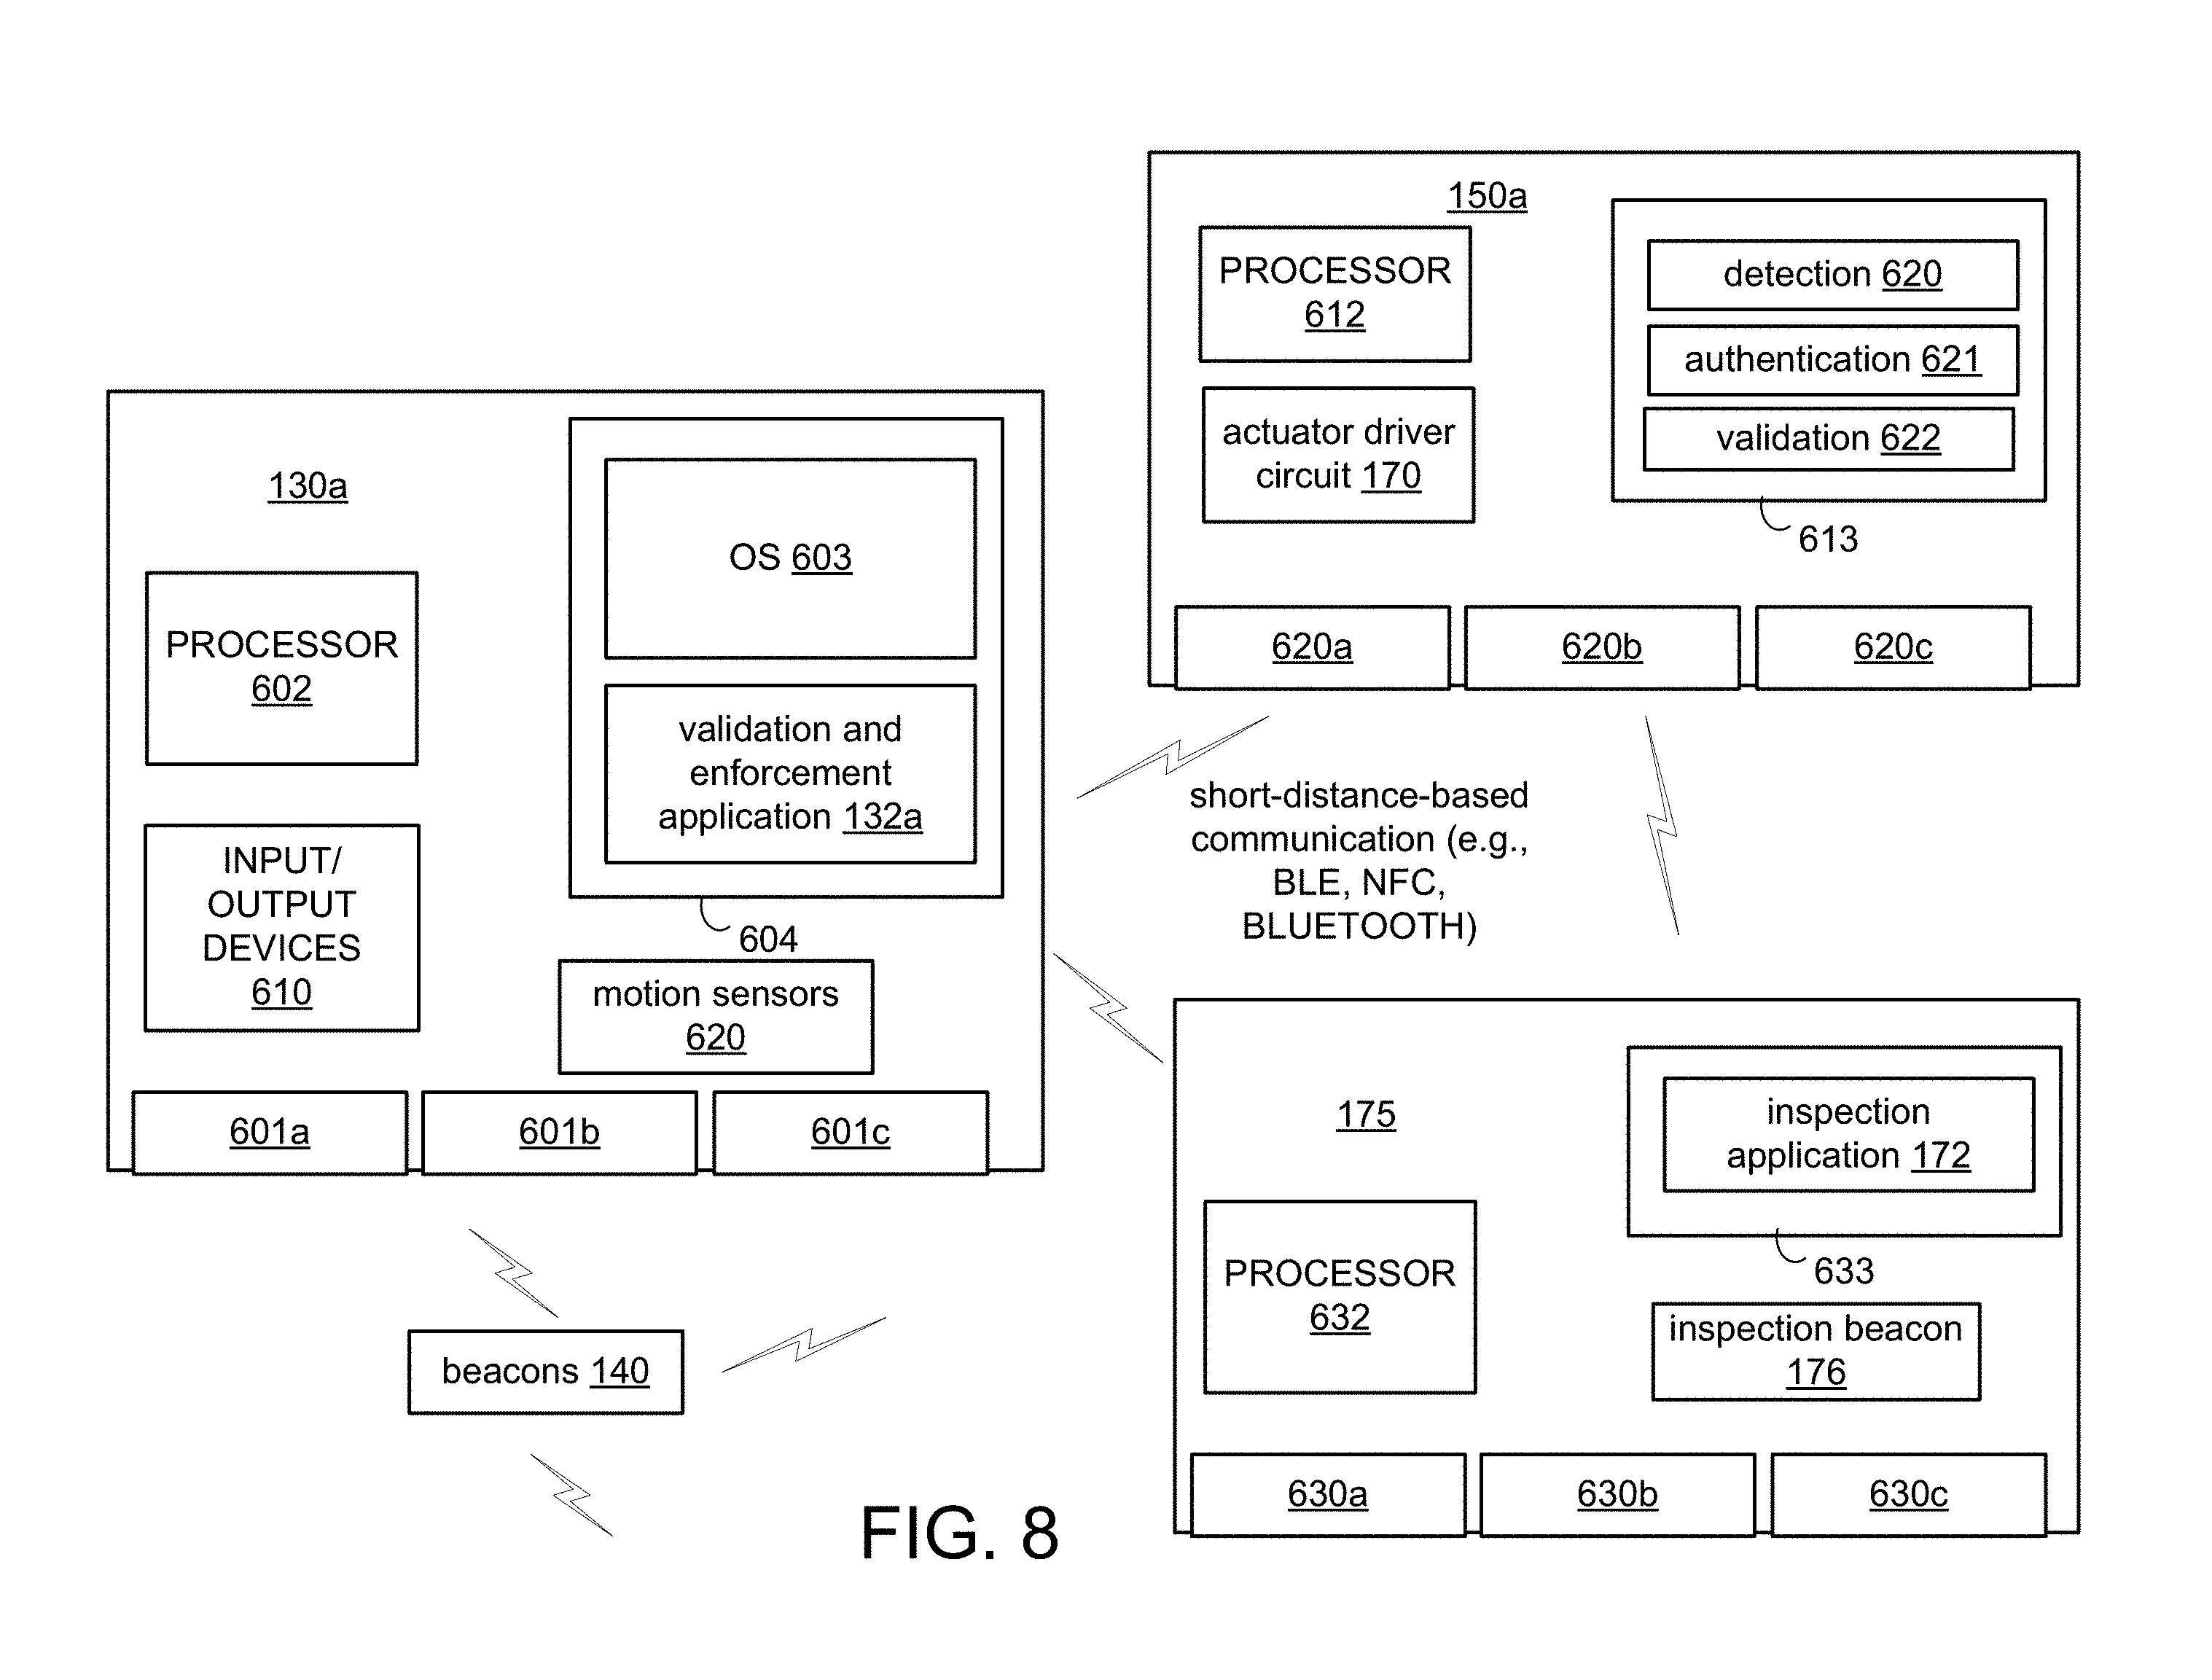 150a
PROCESSOR
612
actuator driver
circuit 170
detection 620
authentication 621
validation 622
613
620a
620b
620c
130a
PROCESSOR
602
INPUT/
OUTPUT
DEVICES
610
OS 603
validation and
enforcement
application 132a
604
motion sensors
620
601a
601b
601c
short-distance-based
communication (e.g.,
BLE, NFC,
BLUETOOTH)
175
PROCESSOR
632
inspection
application 172
633
inspection beacon
176
630a
630b
630c
beacons 140
FIG. 8